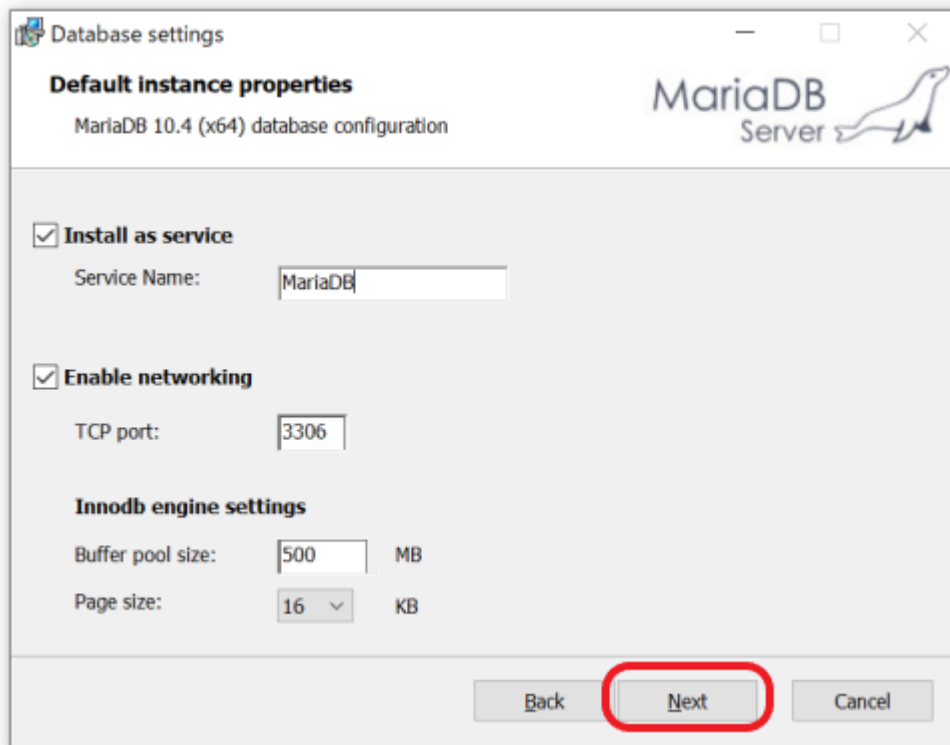 Database settings
Default instance properties
MariaDB 10.4 (x64) database configuration
MariaDB
Server
Install as service
Service Name: MariaDB
Enable networking
TCP port: 3306
Innodb engine settings
Buffer pool size: 500 MB
Page size: 16 KB
Back Next Cancel